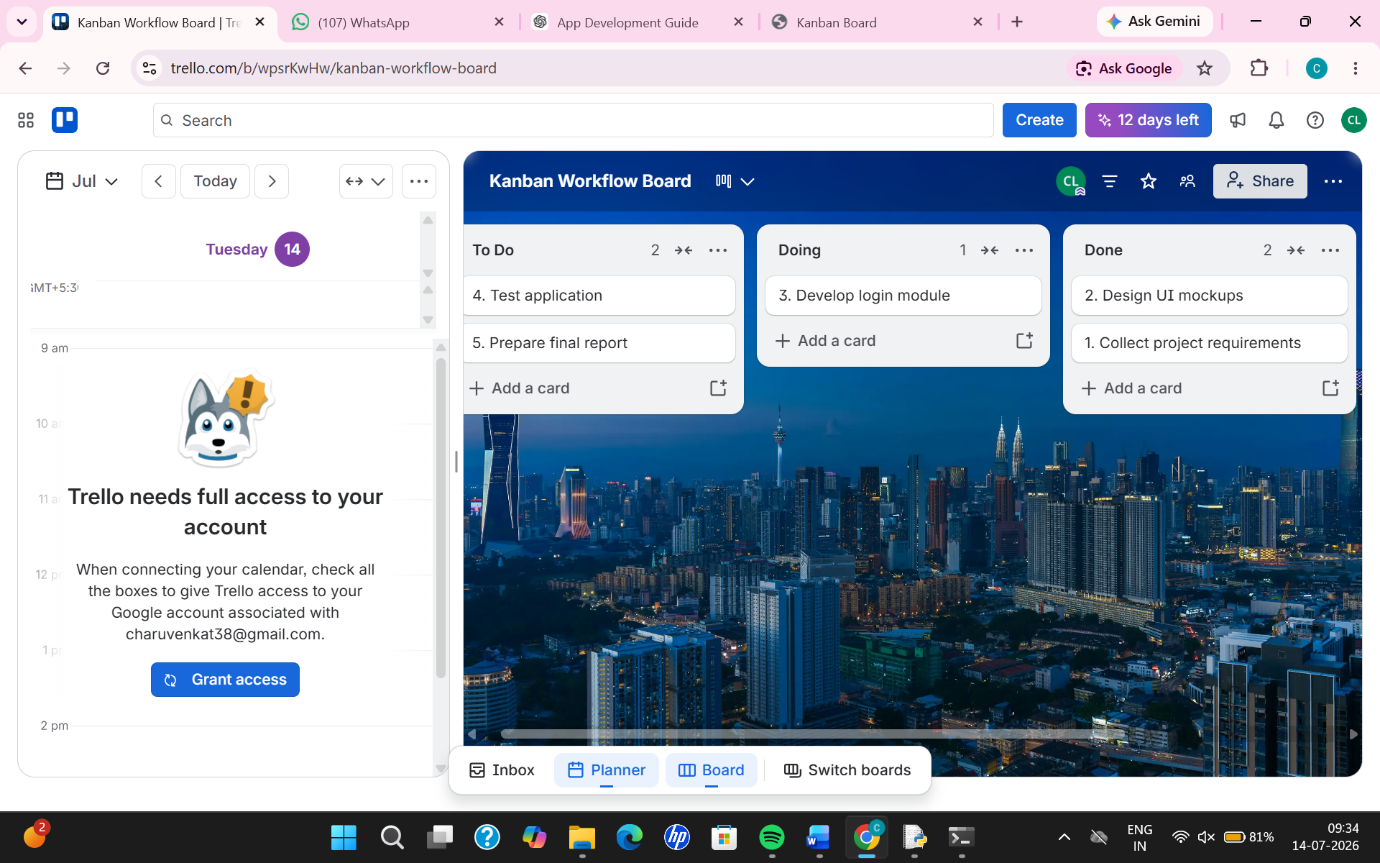 Kanban Workflow Board | Tre
(107) WhatsApp
App Development Guide
Kanban Board
Ask Gemini
trello.com/b/wpsrKwHw/kanban-workflow-board
Ask Google
C
Search
Create
12 days left
CL
Jul
Today
Tuesday 14
GMT+5:3
9 am
10 a
11 a
12 p
1 p
2 pm
Trello needs full access to your
account
When connecting your calendar, check all
the boxes to give Trello access to your
Google account associated with
charuvenkat38@gmail.com.
Grant access
Kanban Workflow Board
CL
Share
To Do 2
4. Test application
5. Prepare final report
Add a card
Doing 1
3. Develop login module
Add a card
Done 2
2. Design UI mockups
1. Collect project requirements
Add a card
Inbox
Planner
Board
Switch boards
2
hp
W
C
ENG
IN
81%
09:34
14-07-2026